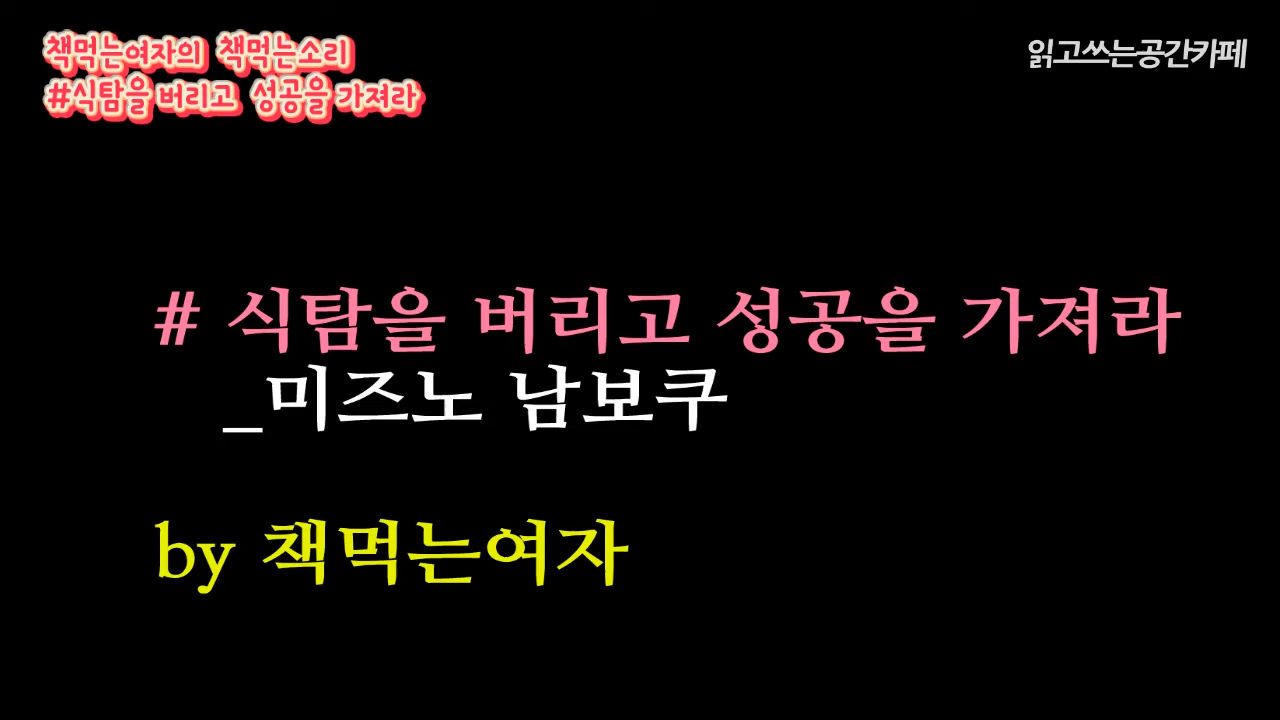 책먹는여자의 책먹는소리
#식탐을 버리고 성공을 가져라
읽고쓰는공간카페
# 식탐을 버리고 성공을 가져라
_미즈노 남보쿠
by 책먹는여자